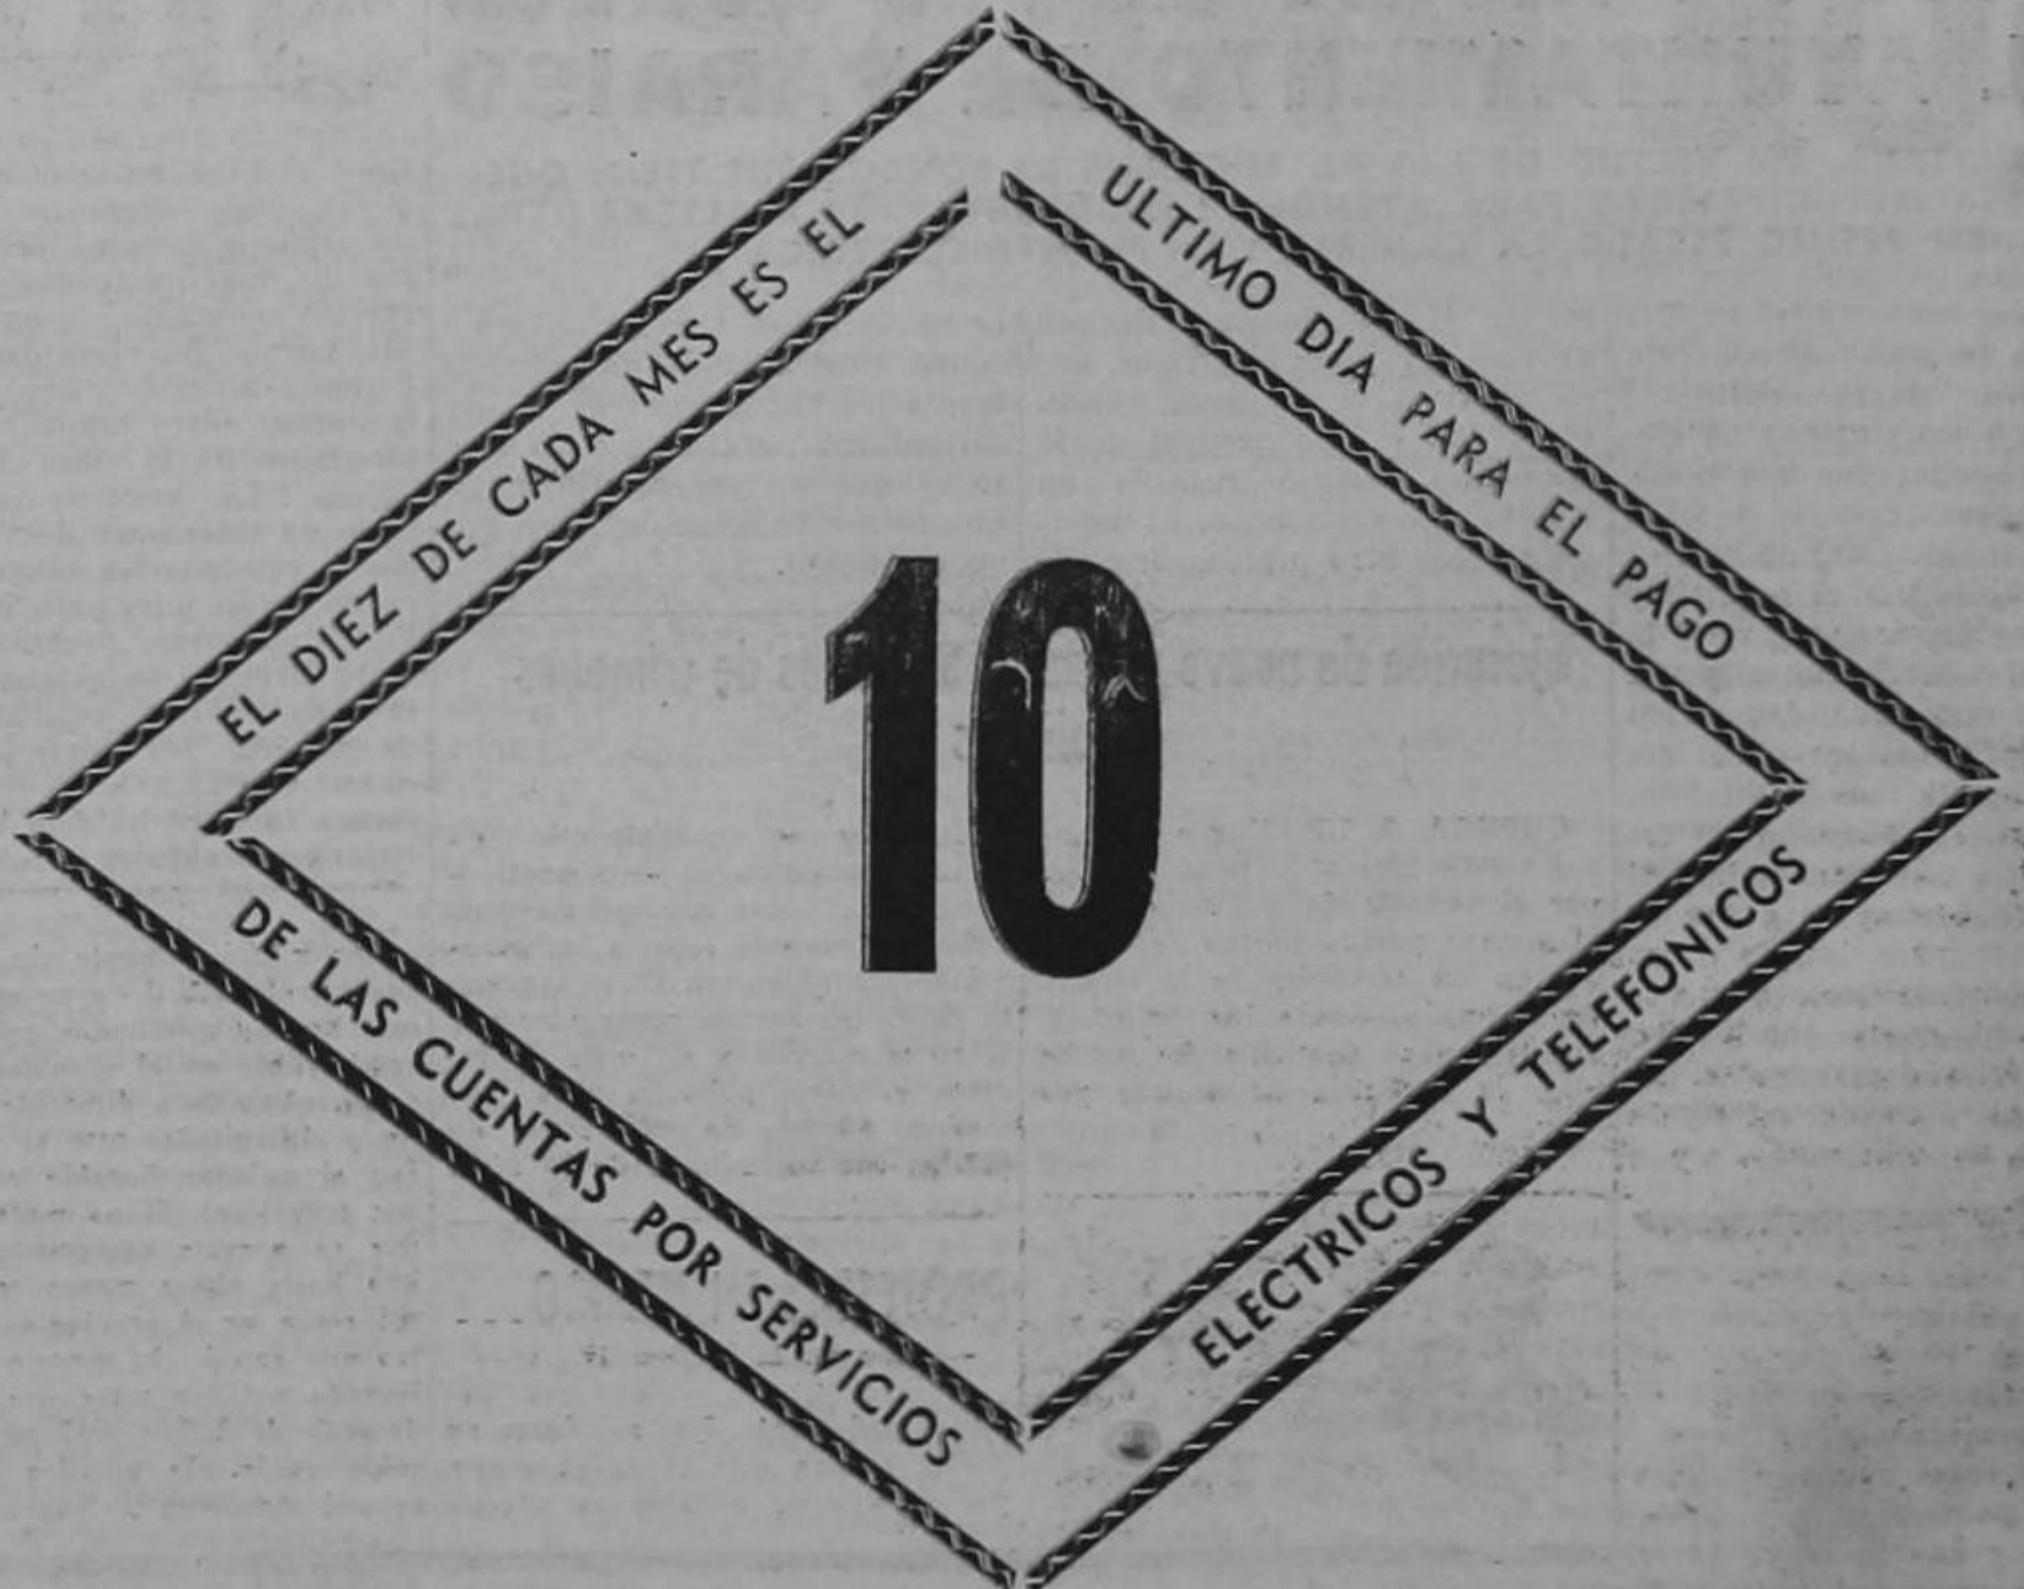 EL DIEZ DE CADA MES ES EL
ULTIMO DIA PARA EL PAGO
DE LAS CUENTAS POR SERVICIOS
ELECTRICOS Y TELEFONICOS
10